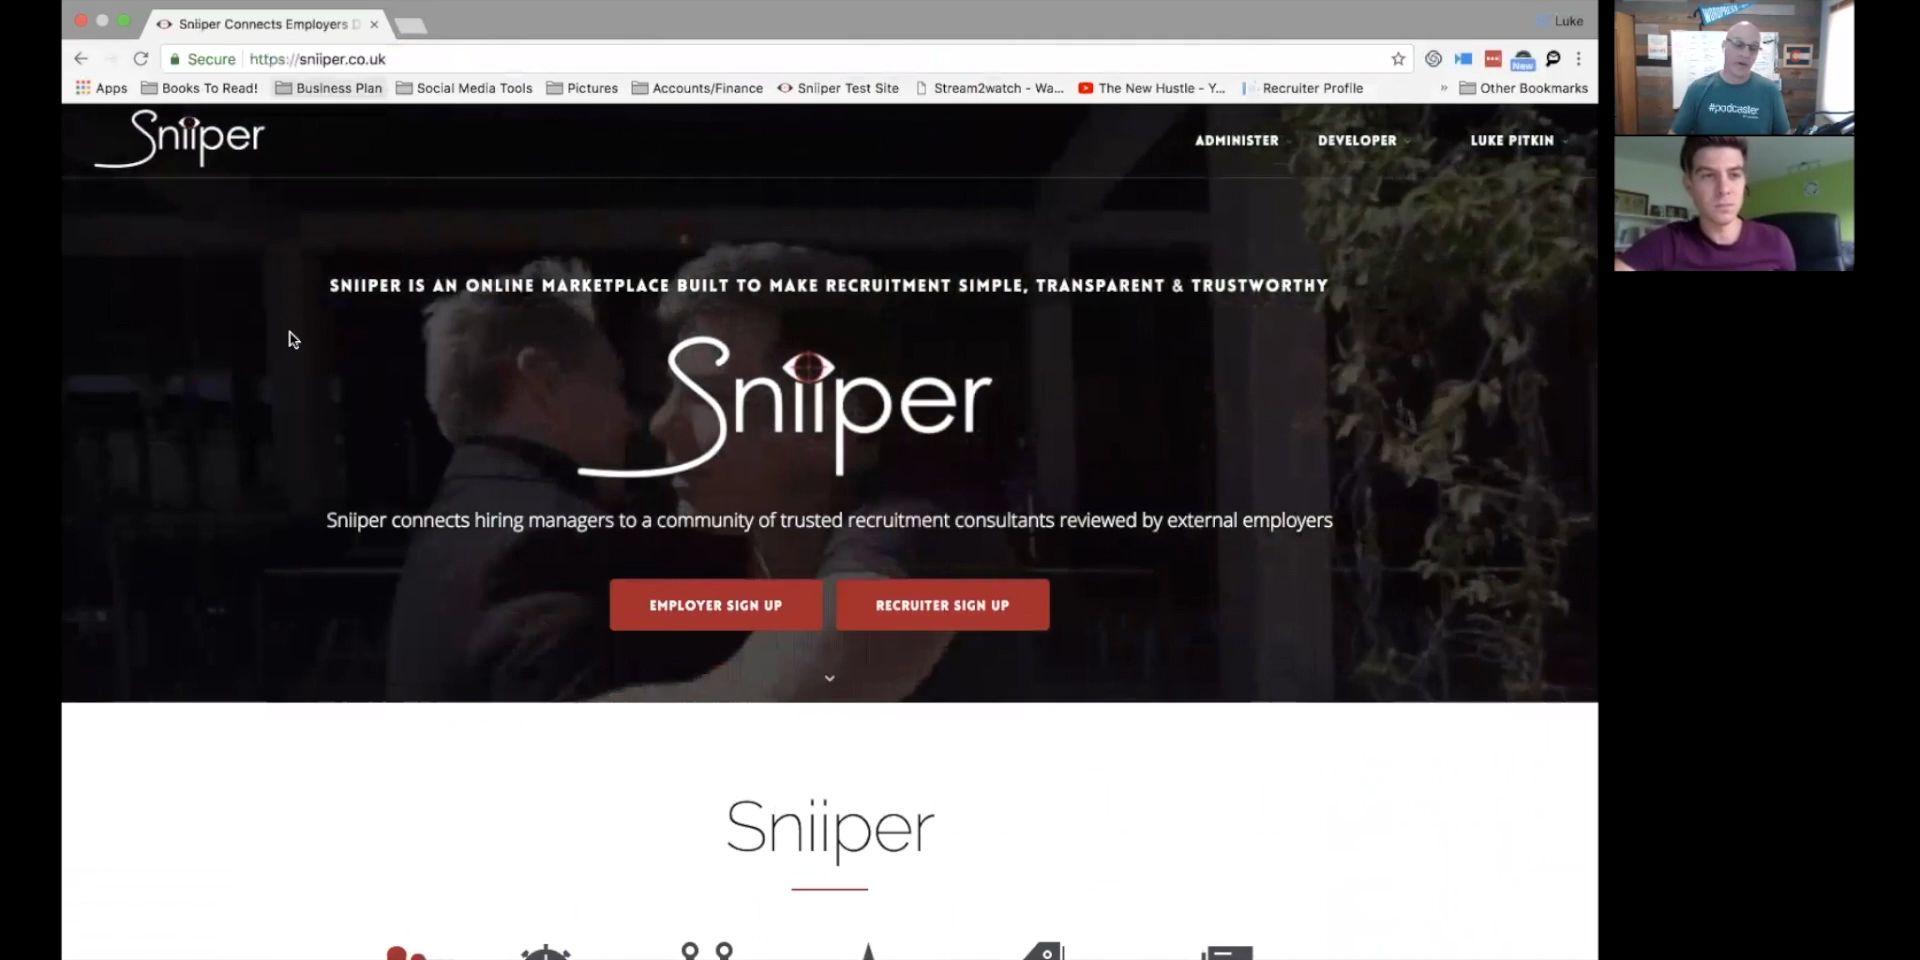 Sniiper Connects Employers D
Luke
Secure
https://sniiper.co.uk
New
Apps
Books To Read!
Business Plan
Social Media Tools
Pictures
Accounts/Finance
Sniiper Test Site
Stream2watch - Wa...
The New Hustle - Y...
Recruiter Profile
»
Other Bookmarks
Sniiper
ADMINISTER
DEVELOPER
LUKE PITKIN
SNIIPER IS AN ONLINE MARKETPLACE BUILT TO MAKE RECRUITMENT SIMPLE, TRANSPARENT & TRUSTWORTHY
Sniiper
Sniiper connects hiring managers to a community of trusted recruitment consultants reviewed by external employers
EMPLOYER SIGN UP
RECRUITER SIGN UP
Sniiper
WORDPRESS
#podcaster